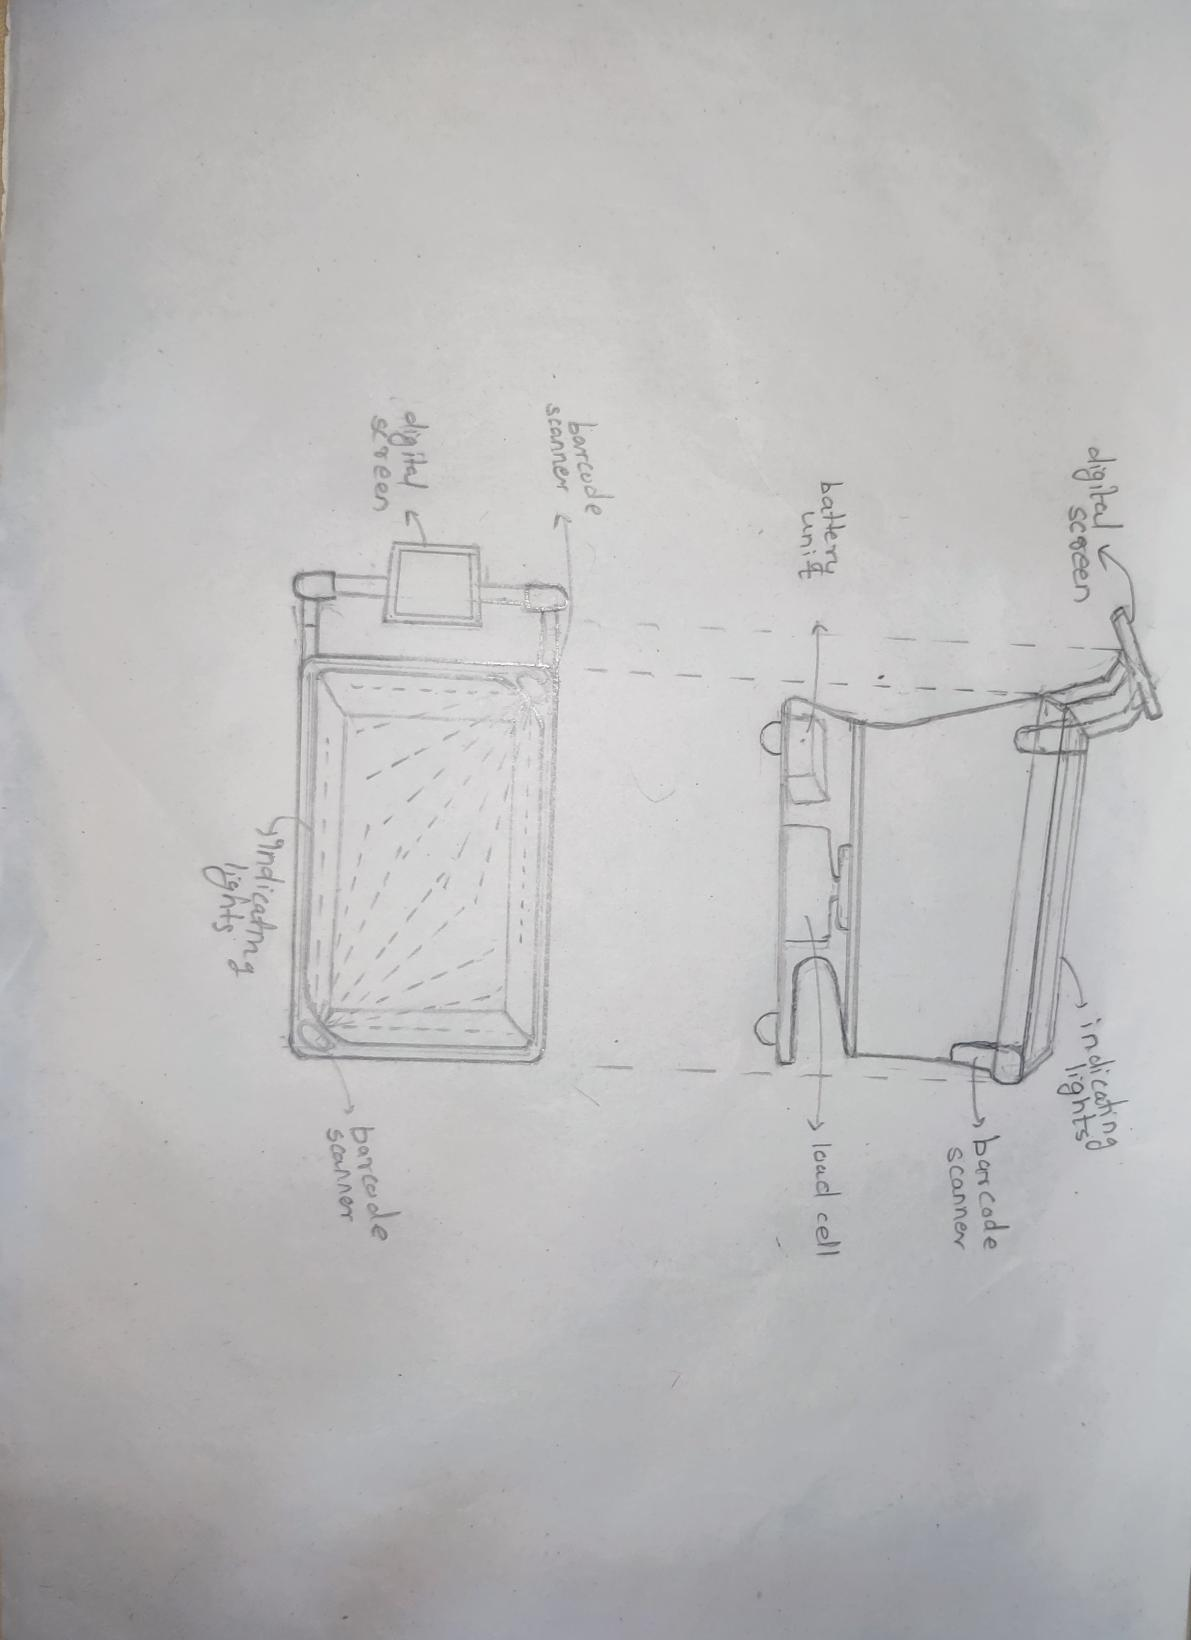 digital
screen
indicating
lights
battery
unit
barcode
scanner
load cell
barcode
scanner
digital
screen
indicating
lights
barcode
scanner